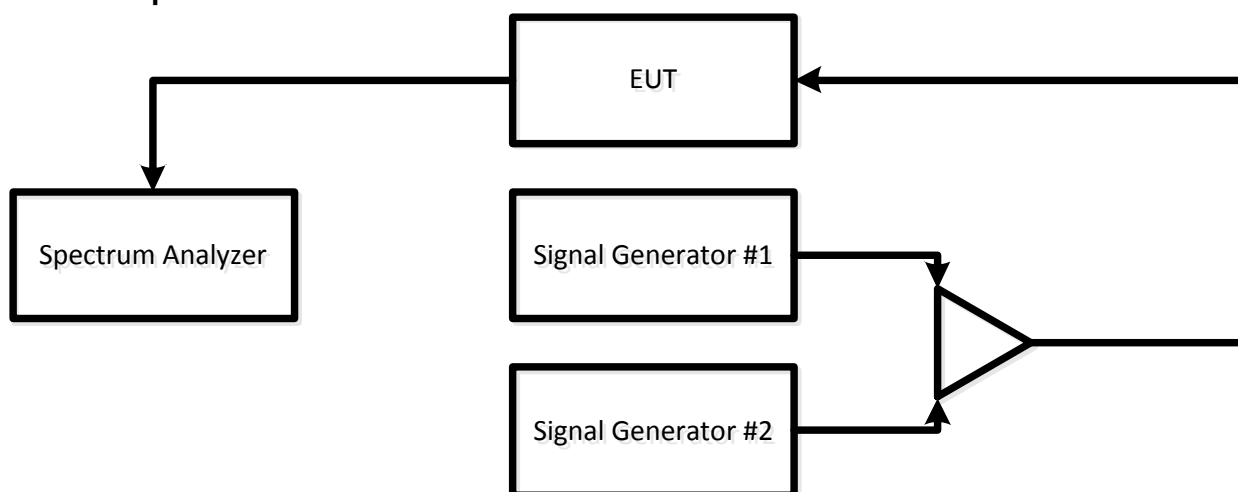 EUT
Spectrum Analyzer
Signal Generator #1
Signal Generator #2